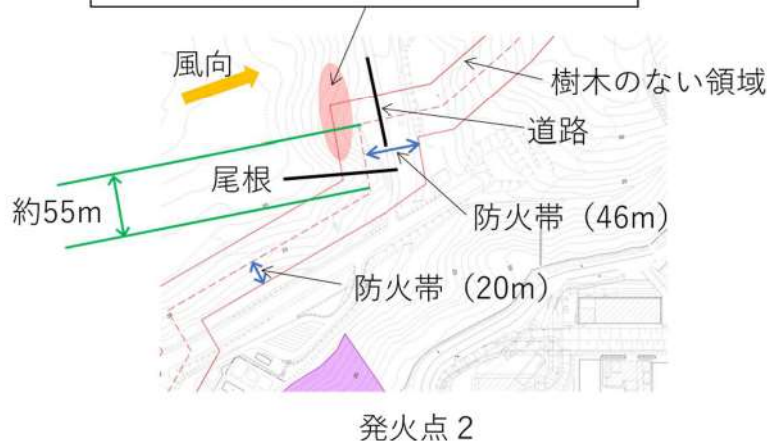 風向
樹木のない領域
道路
尾根
約55m
防火帯（46m）
防火帯（20m）
発火点２